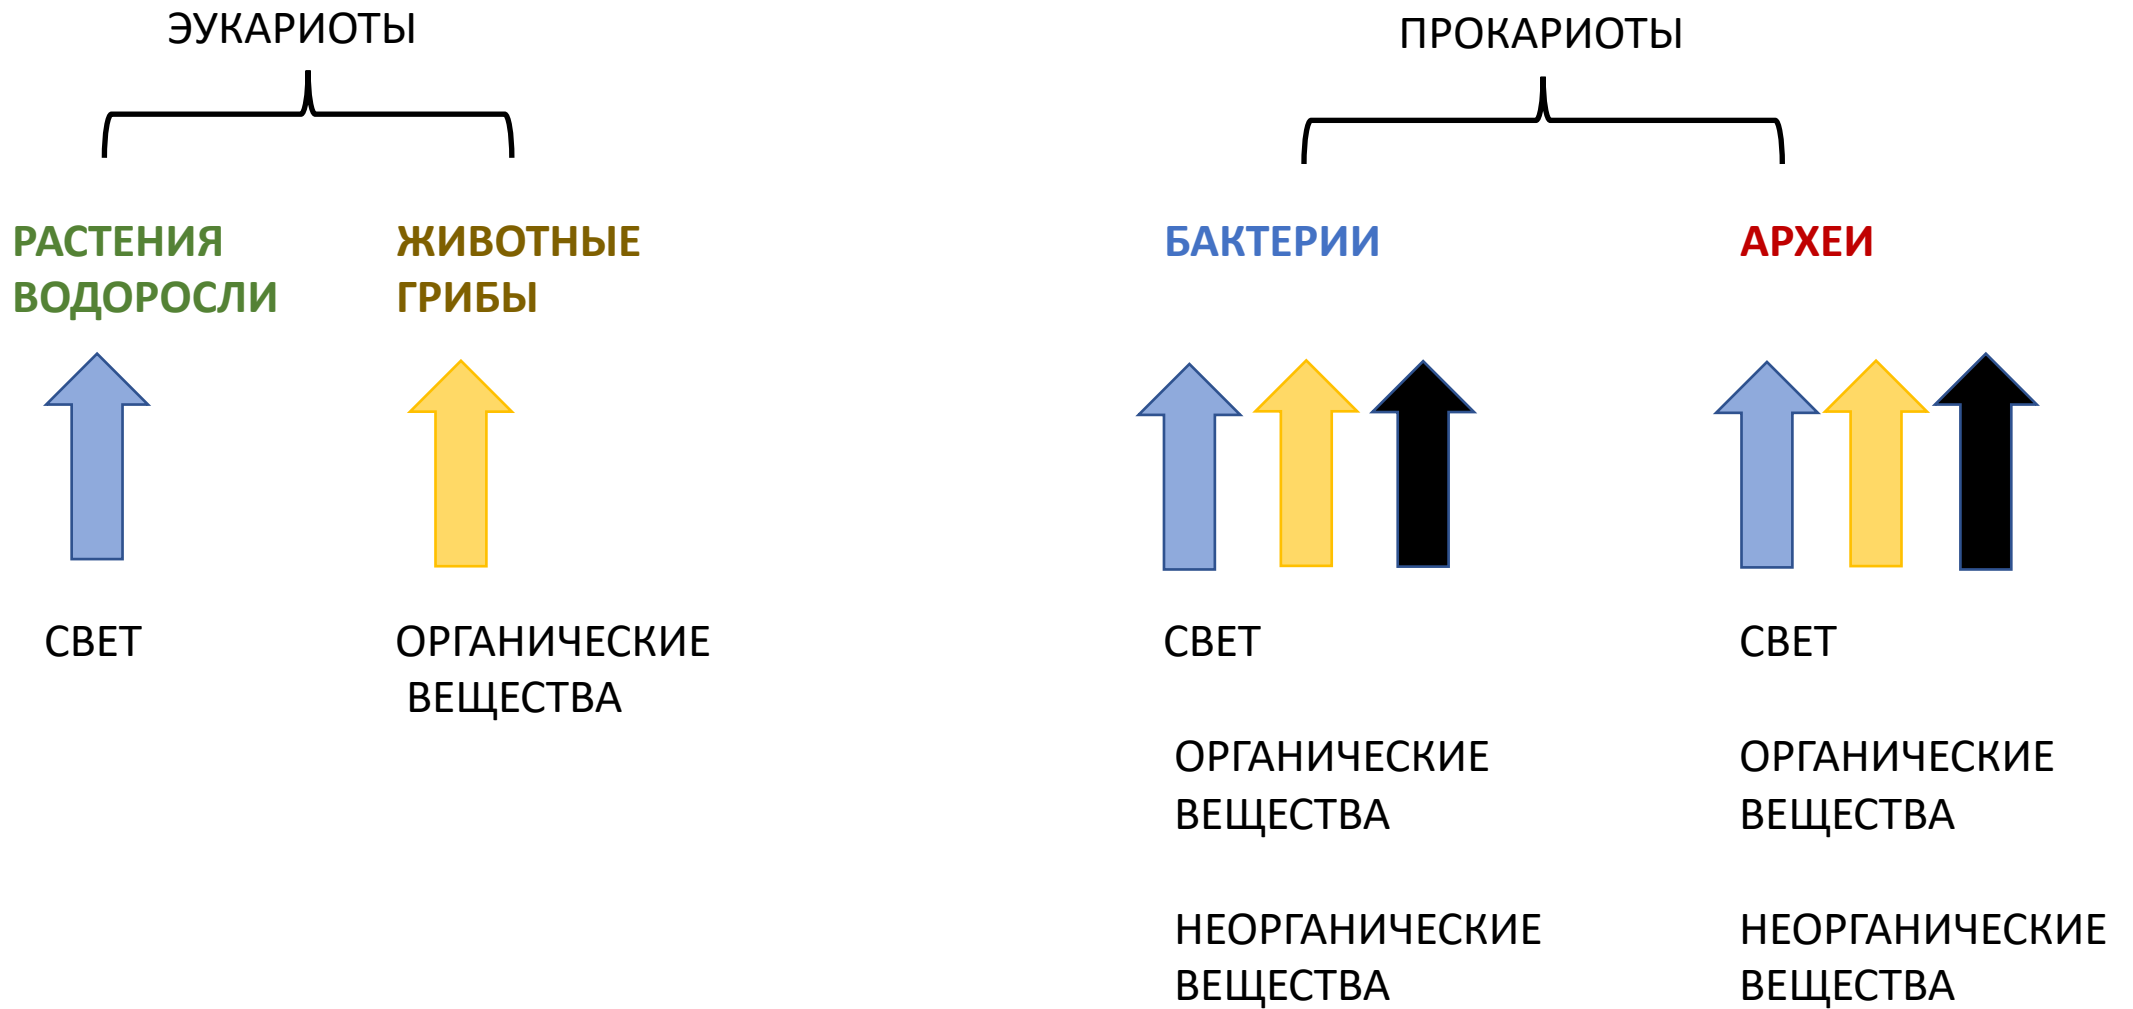 ЭУКАРИОТЫ
ПРОКАРИОТЫ
РАСТЕНИЯ
ВОДОРОСЛИ
ЖИВОТНЫЕ
ГРИБЫ
БАКТЕРИИ
АРХЕИ
СВЕТ
ОРГАНИЧЕСКИЕ
ВЕЩЕСТВА
СВЕТ
ОРГАНИЧЕСКИЕ
ВЕЩЕСТВА
НЕОРГАНИЧЕСКИЕ
ВЕЩЕСТВА
СВЕТ
ОРГАНИЧЕСКИЕ
ВЕЩЕСТВА
НЕОРГАНИЧЕСКИЕ
ВЕЩЕСТВА